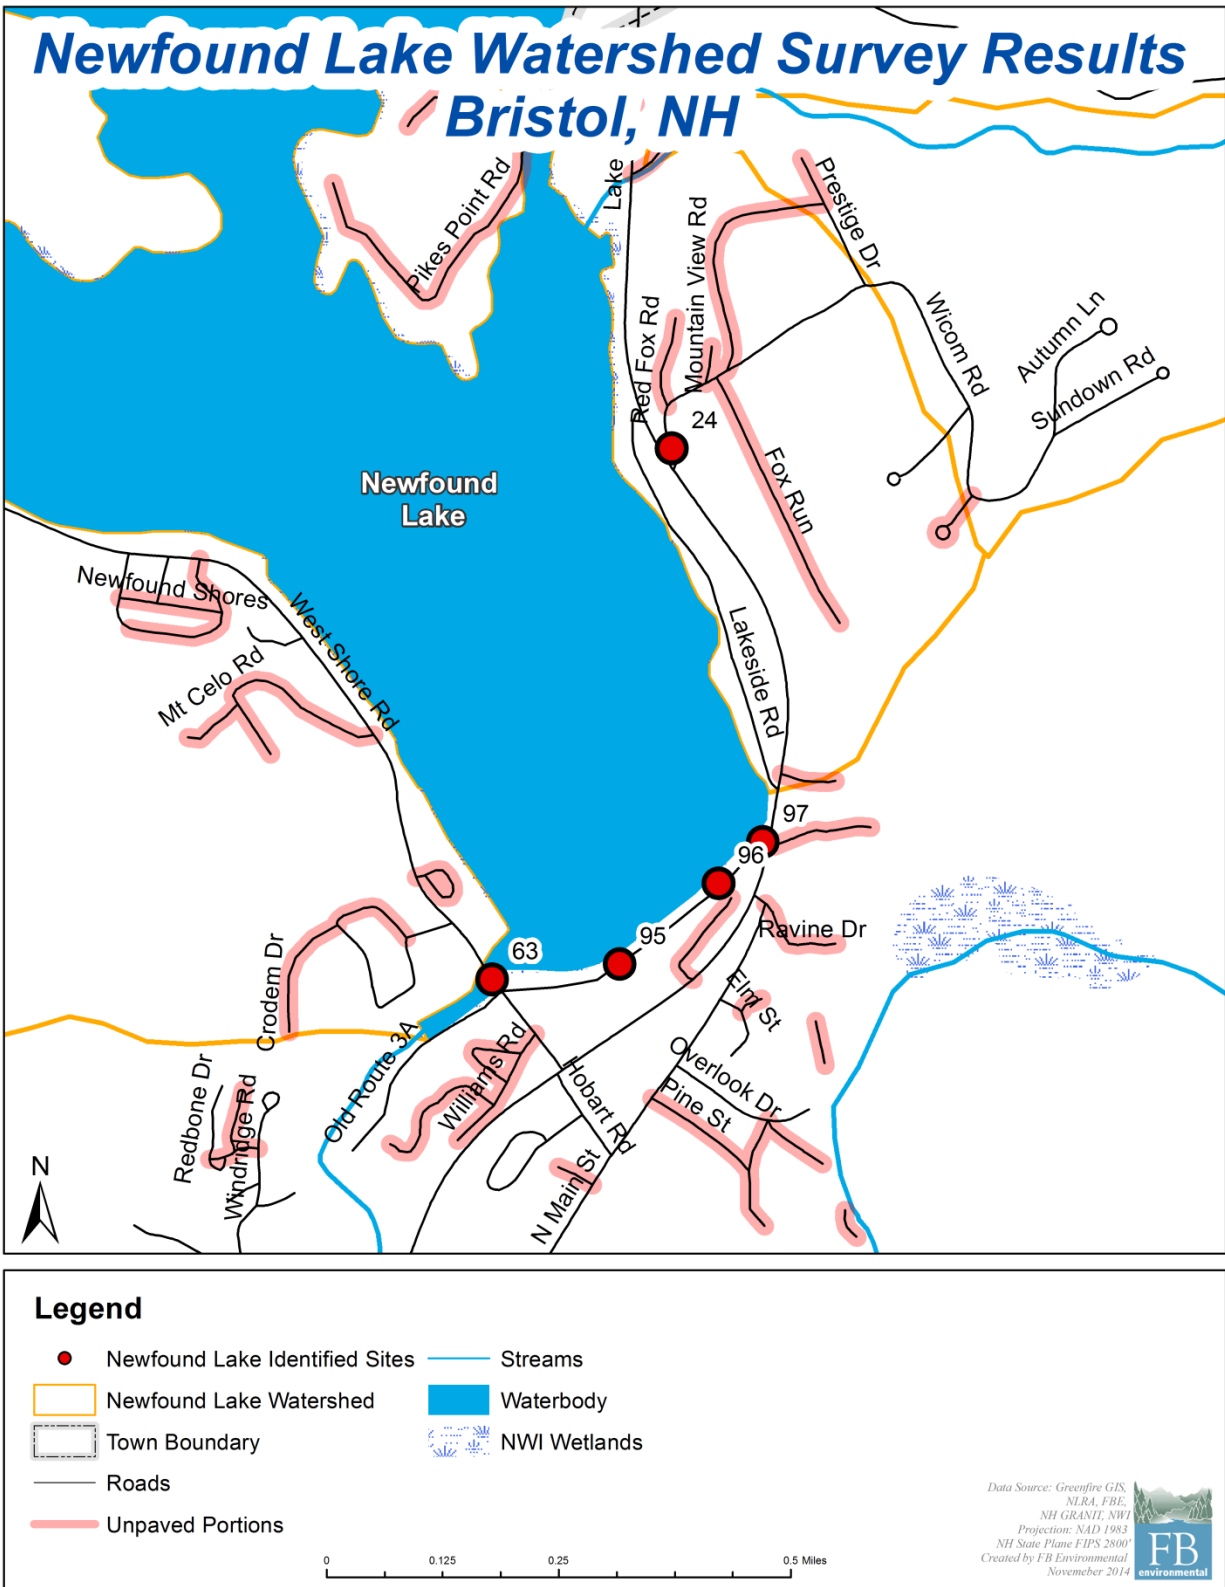 Newfound Lake Watershed Survey Results
Bristol, NH
Lake
Prestige Dr
Pikes Point Rd
Mountain View Rd
Red Fox Rd
Wicom Rd
Autumn Ln
Sundown Rd
24
Fox Run
Newfound
Lake
Newfound Shores
West Shore Rd
Mt Celo Rd
Lakeside Rd
97
96
95
63
Ravine Dr
Crodem Dr
Elm St
Old Route 3A
Williams Rd
Hobart Rd
Overlook Dr
Pine St
Redbone Dr
Windridge Rd
N Main St
N
Legend
Newfound Lake Identified Sites
Streams
Newfound Lake Watershed
Waterbody
Town Boundary
NWI Wetlands
Roads
Unpaved Portions
0 0.125 0.25 0.5 Miles
Data Source: Greenfire GIS,
NLRA, FBE,
NH GRANIT, NWI
Projection: NAD 1983
NH State Plane FIPS 2800'
Created by FB Environmental
Novemeber 2014
FB
environmental